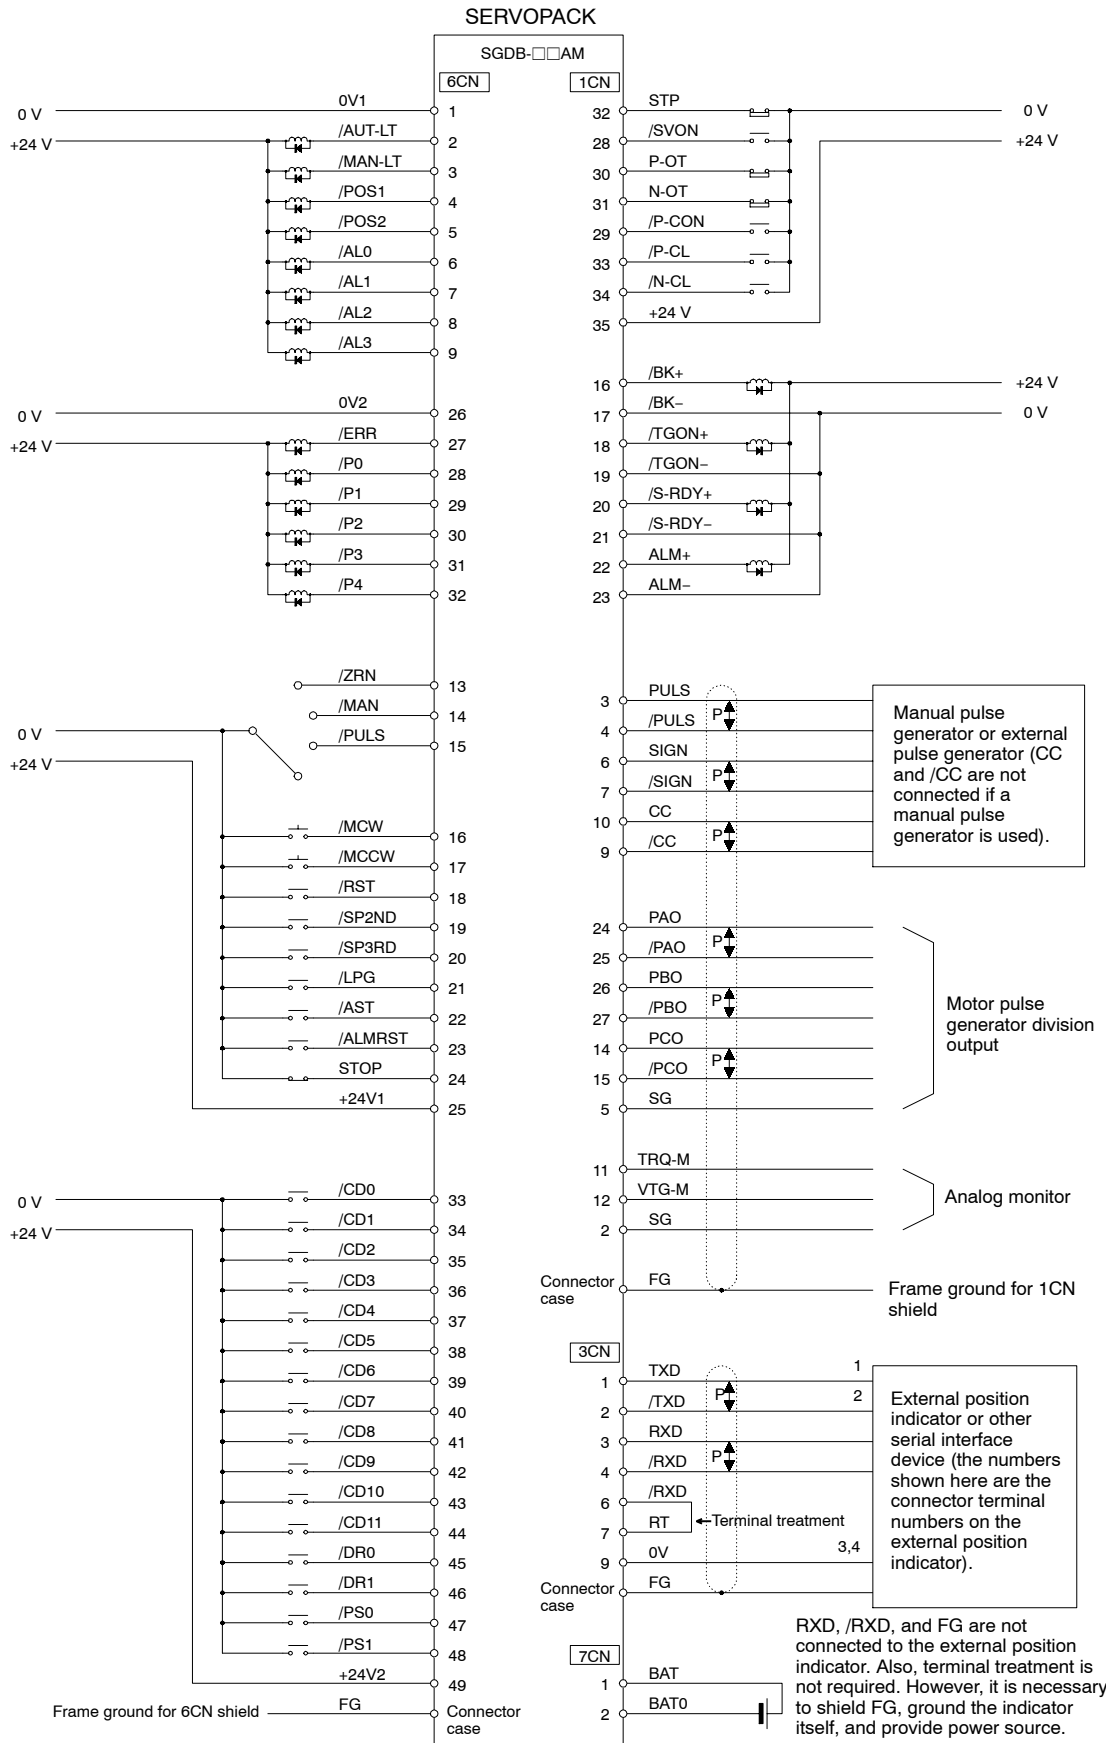 SERVOPACK
SGDB-□□AM
6CN
0 V
0V1
1
+24 V
/AUT-LT
2
/MAN-LT
3
/POS1
4
/POS2
5
/AL0
6
/AL1
7
/AL2
8
/AL3
9
0 V
0V2
26
+24 V
/ERR
27
/P0
28
/P1
29
/P2
30
/P3
31
/P4
32
/ZRN
13
/MAN
14
0 V
/PULS
15
+24 V
/MCW
16
/MCCW
17
/RST
18
/SP2ND
19
/SP3RD
20
/LPG
21
/AST
22
/ALMRST
23
STOP
24
+24V1
25
0 V
/CD0
33
+24 V
/CD1
34
/CD2
35
/CD3
36
/CD4
37
/CD5
38
/CD6
39
/CD7
40
/CD8
41
/CD9
42
/CD10
43
/CD11
44
/DR0
45
/DR1
46
/PS0
47
/PS1
48
+24V2
49
Frame ground for 6CN shield
FG
Connector
case
1CN
32
STP
0 V
28
/SVON
+24 V
30
P-OT
31
N-OT
29
/P-CON
33
/P-CL
34
/N-CL
35
+24 V
16
/BK+
+24 V
17
/BK−
0 V
18
/TGON+
19
/TGON−
20
/S-RDY+
21
/S-RDY−
22
ALM+
23
ALM−
3
PULS
P
4
/PULS
6
SIGN
P
7
/SIGN
10
CC
P
9
/CC
Manual pulse
generator or external
pulse generator (CC
and /CC are not
connected if a
manual pulse
generator is used).
24
PAO
P
25
/PAO
26
PBO
P
27
/PBO
14
PCO
P
15
/PCO
5
SG
Motor pulse
generator division
output
11
TRQ-M
12
VTG-M
2
SG
Analog monitor
Connector
case
FG
Frame ground for 1CN
shield
3CN
1
TXD
P
1
2
/TXD
2
3
RXD
P
4
/RXD
6
/RXD
7
RT
Terminal treatment
9
0V
3,4
Connector
case
FG
External position
indicator or other
serial interface
device (the numbers
shown here are the
connector terminal
numbers on the
external position
indicator).
7CN
1
BAT
2
BAT0
RXD, /RXD, and FG are not
connected to the external position
indicator. Also, terminal treatment is
not required. However, it is necessary
to shield FG, ground the indicator
itself, and provide power source.